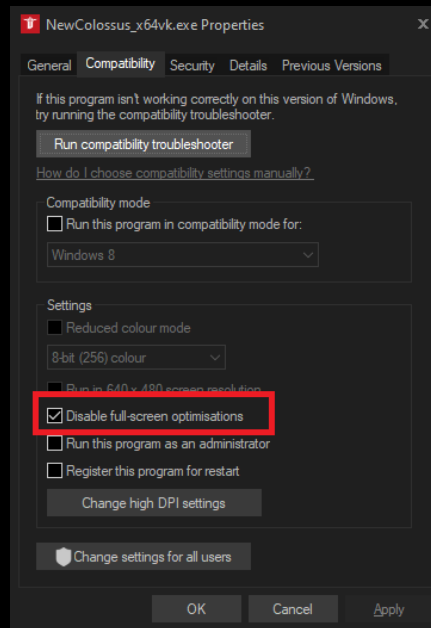 NewColossus_x64vk.exe Properties
General Compatibility Security Details Previous Versions
If this program isn't working correctly on this version of Windows,
try running the compatibility troubleshooter.
Run compatibility troubleshooter
How do I choose compatibility settings manually?
Compatibility mode
Run this program in compatibility mode for:
Windows 8
Settings
Reduced colour mode
8-bit (256) colour
Run in 640 x 480 screen resolution
Disable full-screen optimisations
Run this program as an administrator
Register this program for restart
Change high DPI settings
Change settings for all users
OK Cancel Apply